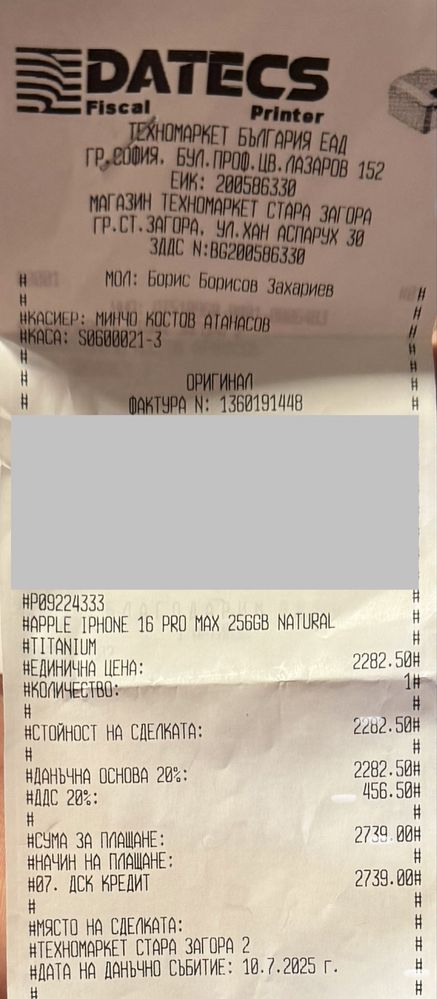 DATECS
Fiscal Printer
ТЕХНОМАРКЕТ БЪЛГАРИЯ ЕАД
ГР.СОФИЯ, БУЛ.ПРОФ.ЦВ.ЛАЗАРОВ 152
ЕИК: 200586330
МАГАЗИН ТЕХНОМАРКЕТ СТАРА ЗАГОРА
ГР.СТ.ЗАГОРА, УЛ.ХАН АСПАРУХ 30
ЗДДС N:BG200586330
# МОЛ: Борис Борисов Захариев #
# #
#КАСИЕР: МИНЧО КОСТОВ АТАНАСОВ #
#КАСА: S0600021-3 #
# #
# ОРИГИНАЛ #
# ФАКТУРА N: 1360191448 #
#P09224333 #
#APPLE IPHONE 16 PRO MAX 256GB NATURAL #
#TITANIUM #
#ЕДИНИЧНА ЦЕНА: 2282.50#
#КОЛИЧЕСТВО: 1#
# #
#СТОЙНОСТ НА СДЕЛКАТА: 2282.50#
# #
#ДАНЪЧНА ОСНОВА 20%: 2282.50#
#ДДС 20%: 456.50#
# #
#СУМА ЗА ПЛАЩАНЕ: 2739.00#
#НАЧИН НА ПЛАЩАНЕ: #
#07. ДСК КРЕДИТ 2739.00#
# #
#МЯСТО НА СДЕЛКАТА: #
#ТЕХНОМАРКЕТ СТАРА ЗАГОРА 2 #
#ДАТА НА ДАНЪЧНО СЪБИТИЕ: 10.7.2025 г. #
# #